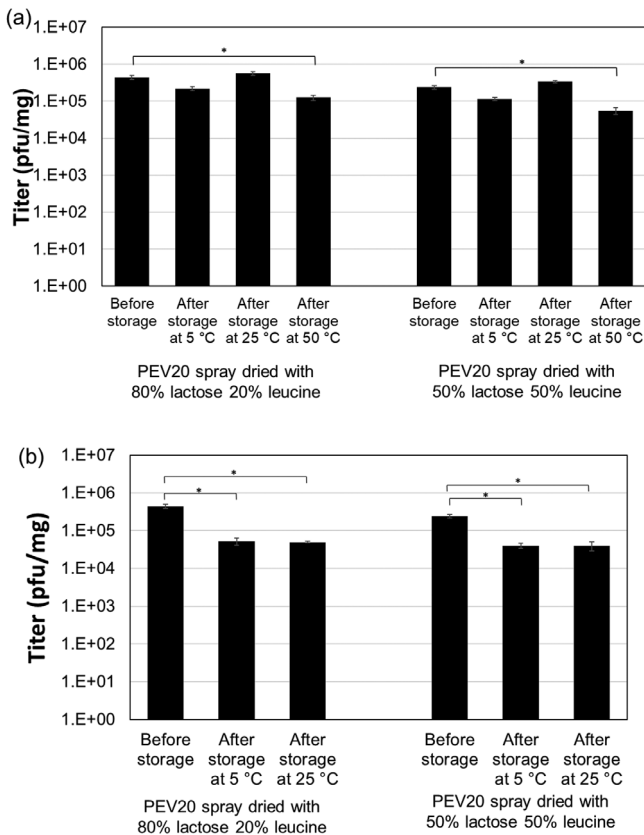 (a)
1.E+07
1.E+06
1.E+05
1.E+04
1.E+03
1.E+02
1.E+01
1.E+00
Titer (pfu/mg)
*
*
Before
storage
After
storage
at 5 °C
After
storage
at 25 °C
After
storage
at 50 °C
Before
storage
After
storage
at 5 °C
After
storage
at 25 °C
After
storage
at 50 °C
PEV20 spray dried with
80% lactose 20% leucine
PEV20 spray dried with
50% lactose 50% leucine
(b)
1.E+07
1.E+06
1.E+05
1.E+04
1.E+03
1.E+02
1.E+01
1.E+00
Titer (pfu/mg)
*
*
*
*
Before
storage
After
storage
at 5 °C
After
storage
at 25 °C
Before
storage
After
storage
at 5 °C
After
storage
at 25 °C
PEV20 spray dried with
80% lactose 20% leucine
PEV20 spray dried with
50% lactose 50% leucine